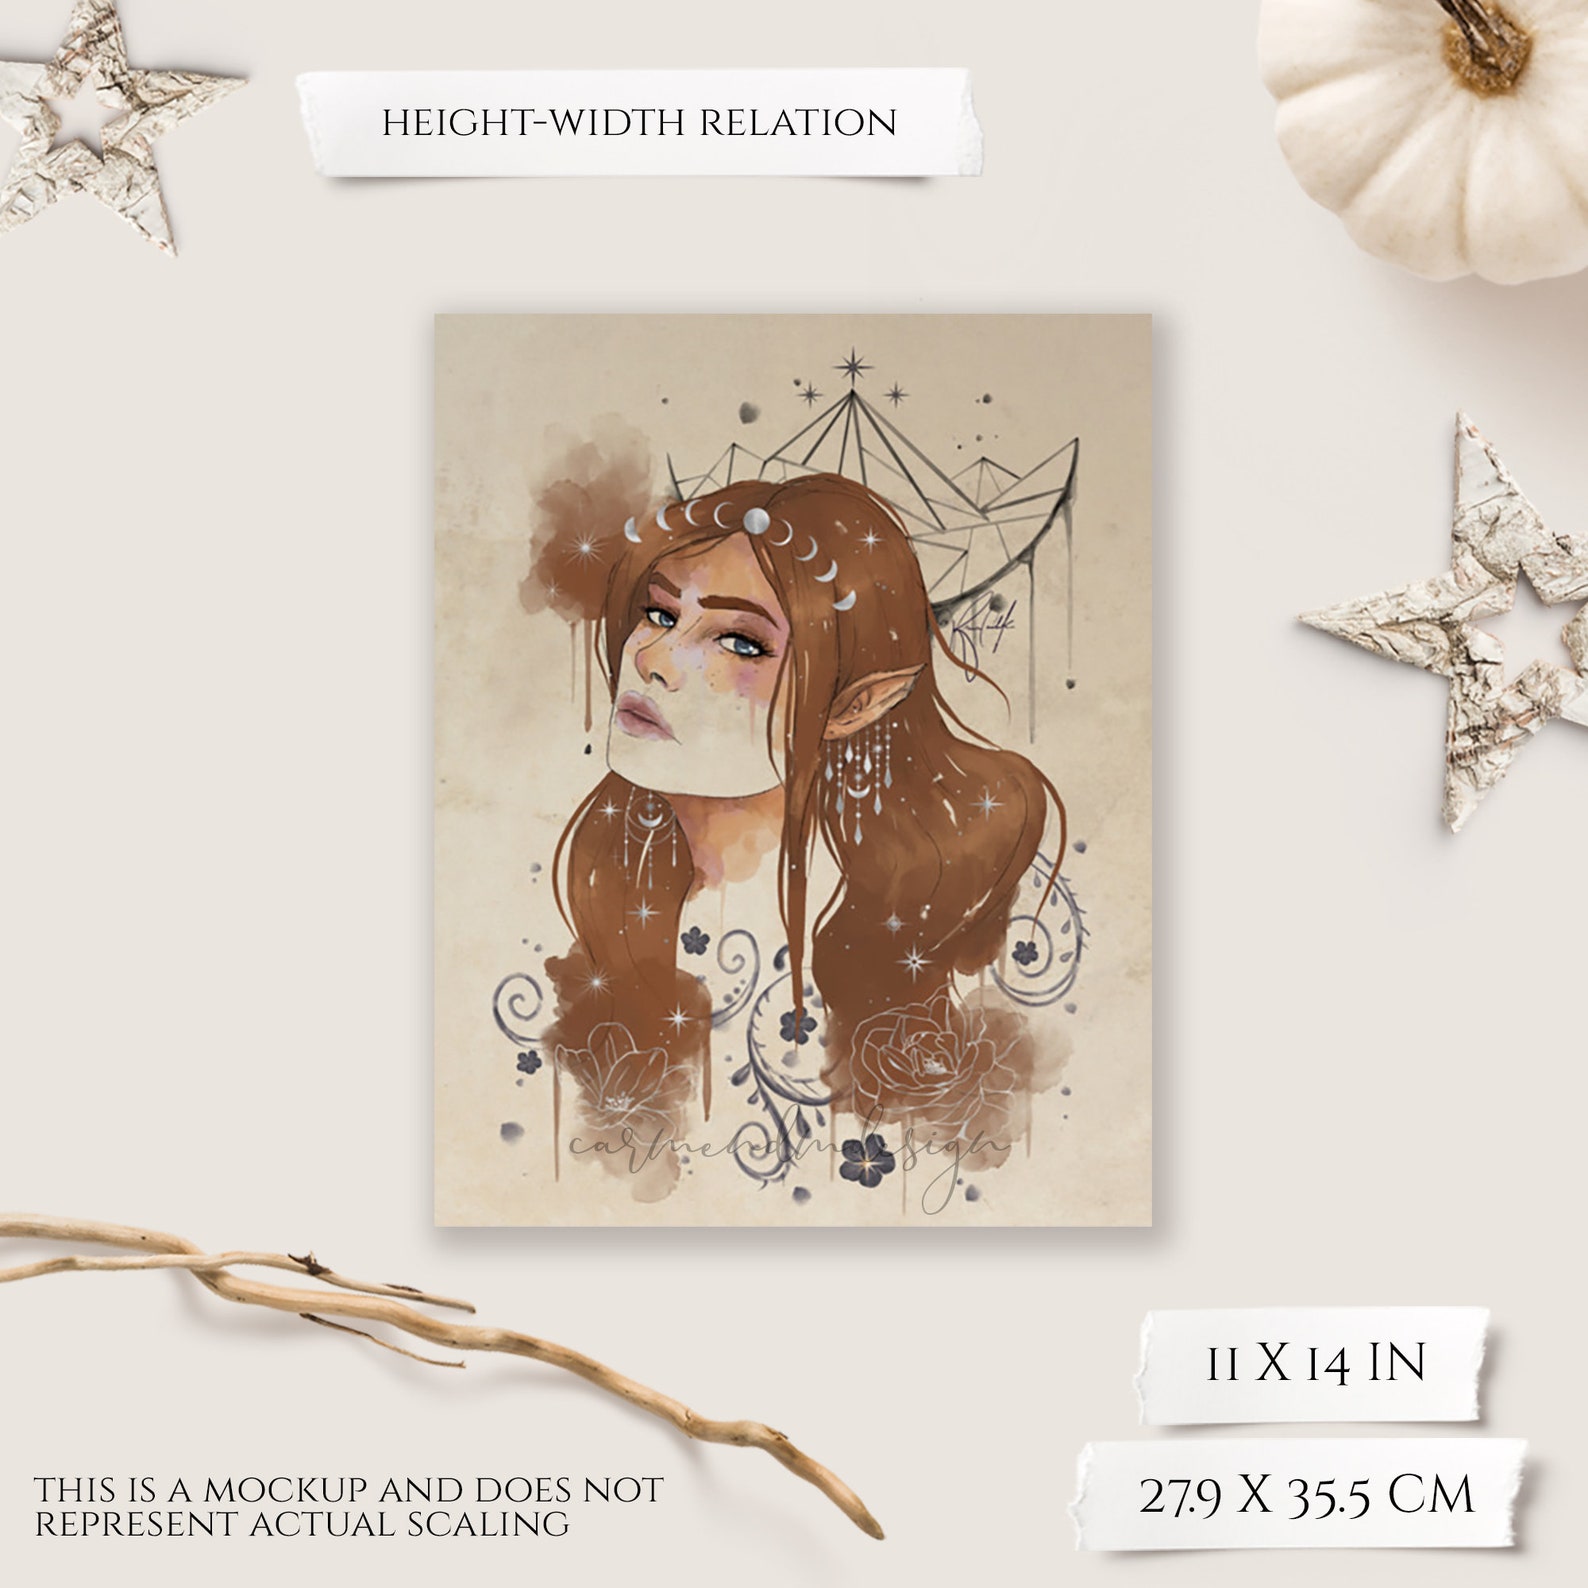 HEIGHT-WIDTH RELATION
carmendmdesign
11 X 14 IN
27.9 X 35.5 CM
THIS IS A MOCKUP AND DOES NOT
REPRESENT ACTUAL SCALING